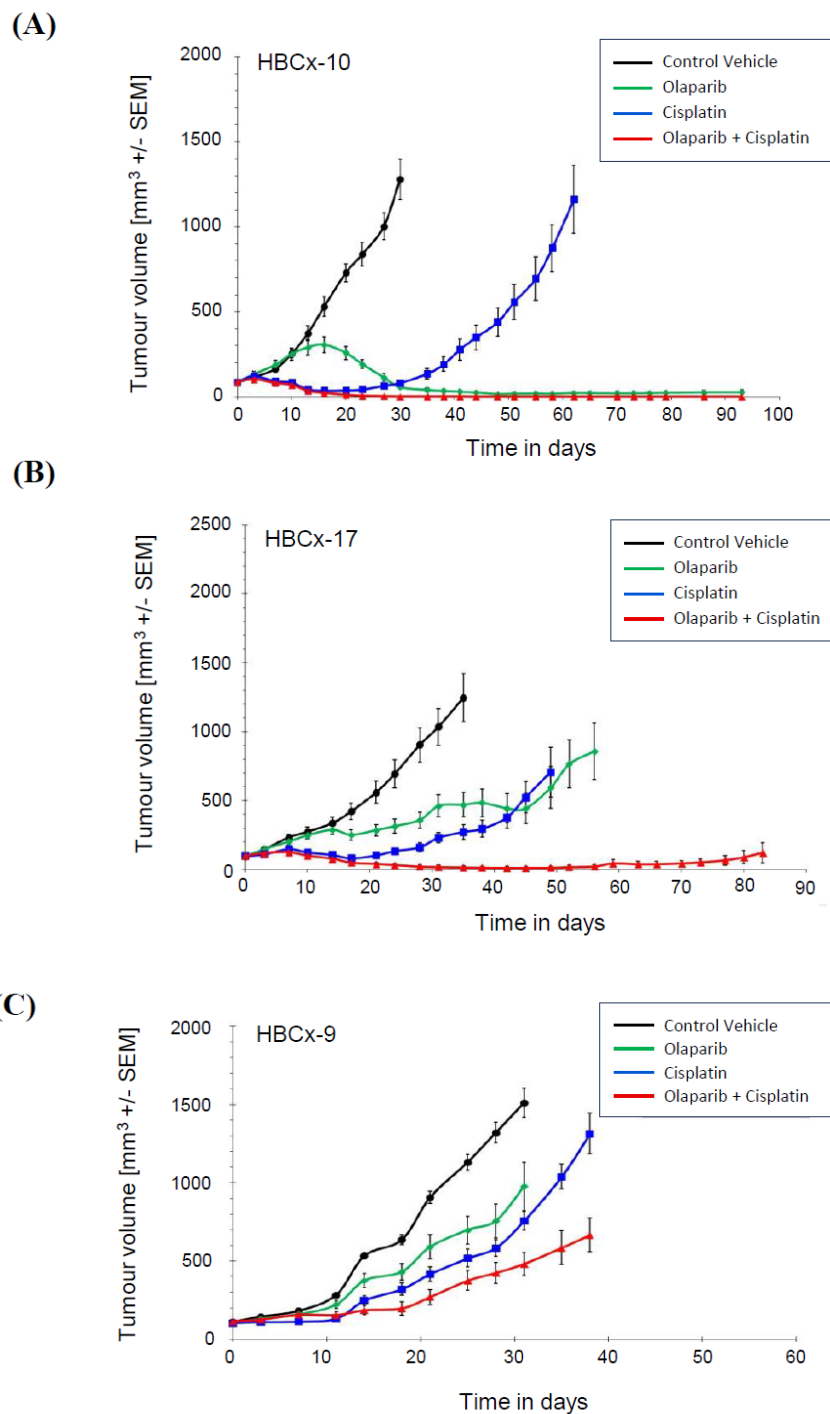 (A)
HBCx-10
Control Vehicle
Olaparib
Cisplatin
Olaparib + Cisplatin
Tumour volume [mm³ +/- SEM]
2000
1500
1000
500
0
0 10 20 30 40 50 60 70 80 90 100
Time in days
(B)
HBCx-17
Control Vehicle
Olaparib
Cisplatin
Olaparib + Cisplatin
Tumour volume [mm³ +/- SEM]
2500
2000
1500
1000
500
0
0 10 20 30 40 50 60 70 80 90
Time in days
(C)
HBCx-9
Control Vehicle
Olaparib
Cisplatin
Olaparib + Cisplatin
Tumour volume [mm³ +/- SEM]
2000
1500
1000
500
0
0 10 20 30 40 50 60
Time in days